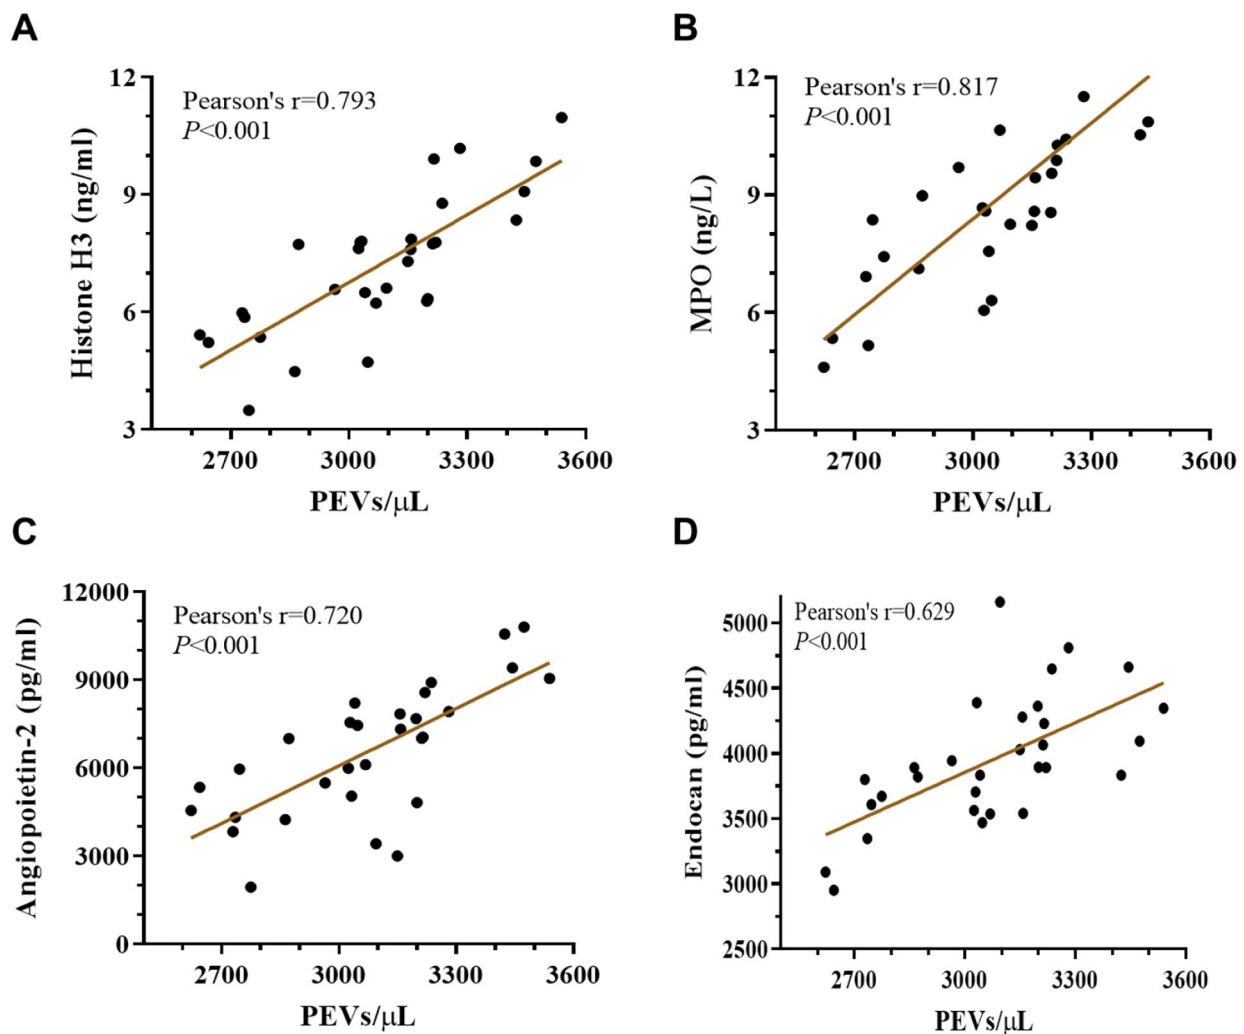 A
Pearson's r=0.793
P<0.001
Histone H3 (ng/ml)
12
9
6
3
2700 3000 3300 3600
PEVs/μL
B
Pearson's r=0.817
P<0.001
MPO (ng/L)
12
9
6
3
2700 3000 3300 3600
PEVs/μL
C
Pearson's r=0.720
P<0.001
Angiopoietin-2 (pg/ml)
12000
9000
6000
3000
0
2700 3000 3300 3600
PEVs/μL
D
Pearson's r=0.629
P<0.001
Endocan (pg/ml)
5000
4500
4000
3500
3000
2500
2700 3000 3300 3600
PEVs/μL